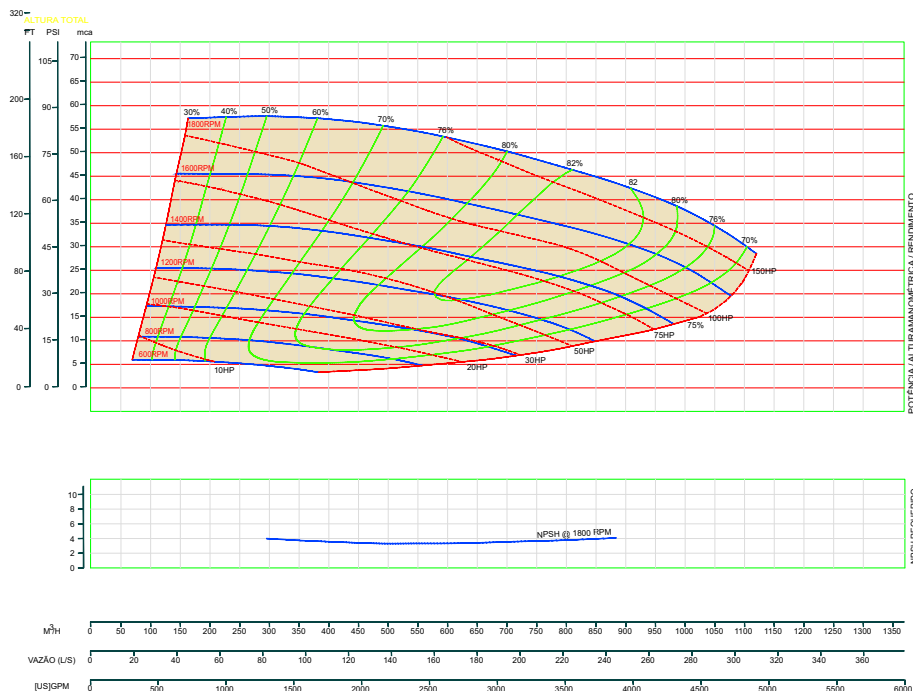 320
ALTURA TOTAL
FT PSI mca
70
105
65
200
60
90
55
50
160
75
45
60
40
120
35
45
30
80
25
30
20
40
15
15
10
5
0 0 0
30% 40% 50% 60% 70% 76% 80% 82% 82 80% 76% 70%
1800RPM
1600RPM
1400RPM
1200RPM
1000RPM
800RPM
600RPM
150HP
100HP
75%
75HP
50HP
30HP
20HP
10HP
POTÊNCIA / ALTURAMANOMÉTRICA / RENDIMENTO
10
8
6
4
2
0
NPSH @ 1800 RPM
M³/H 0 50 100 150 200 250 300 350 400 450 500 550 600 650 700 750 800 850 900 950 1000 1050 1100 1150 1200 1250 1300 1350
VAZÃO (L/S) 0 20 40 60 80 100 120 140 160 180 200 220 240 260 280 300 320 340 360
[US]GPM 0 500 1000 1500 2000 2500 3000 3500 4000 4500 5000 5500 6000